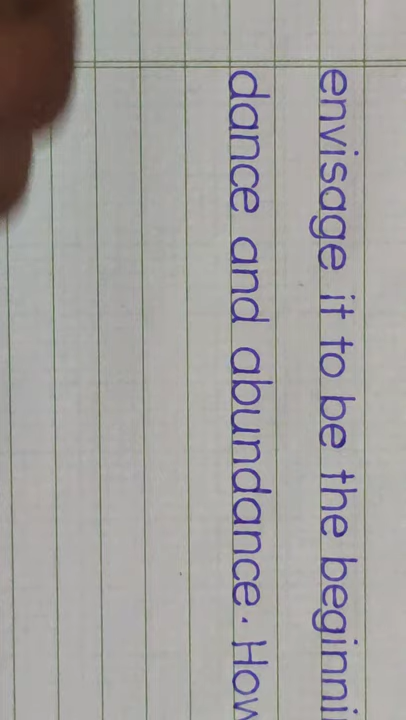 envisage it to be the beginni
dance and abundance. How